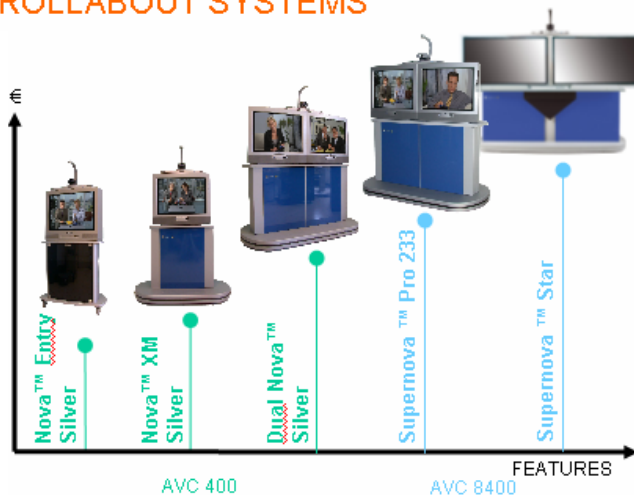 ROLLABOUT SYSTEMS
€
Nova™ Entry
Silver
Nova™ XM
Silver
Dual Nova™
Silver
Supernova ™ Pro 233
Supernova ™ Star
FEATURES
AVC 400
AVC 8400